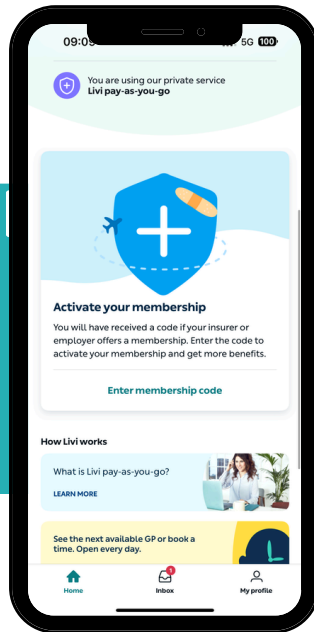 09:09
5G 100
You are using our private service
Livi pay-as-you-go
Activate your membership
You will have received a code if your insurer or
employer offers a membership. Enter the code to
activate your membership and get more benefits.
Enter membership code
How Livi works
What is Livi pay-as-you-go?
LEARN MORE
See the next available GP or book a
time. Open every day.
1
Home
Inbox
My profile